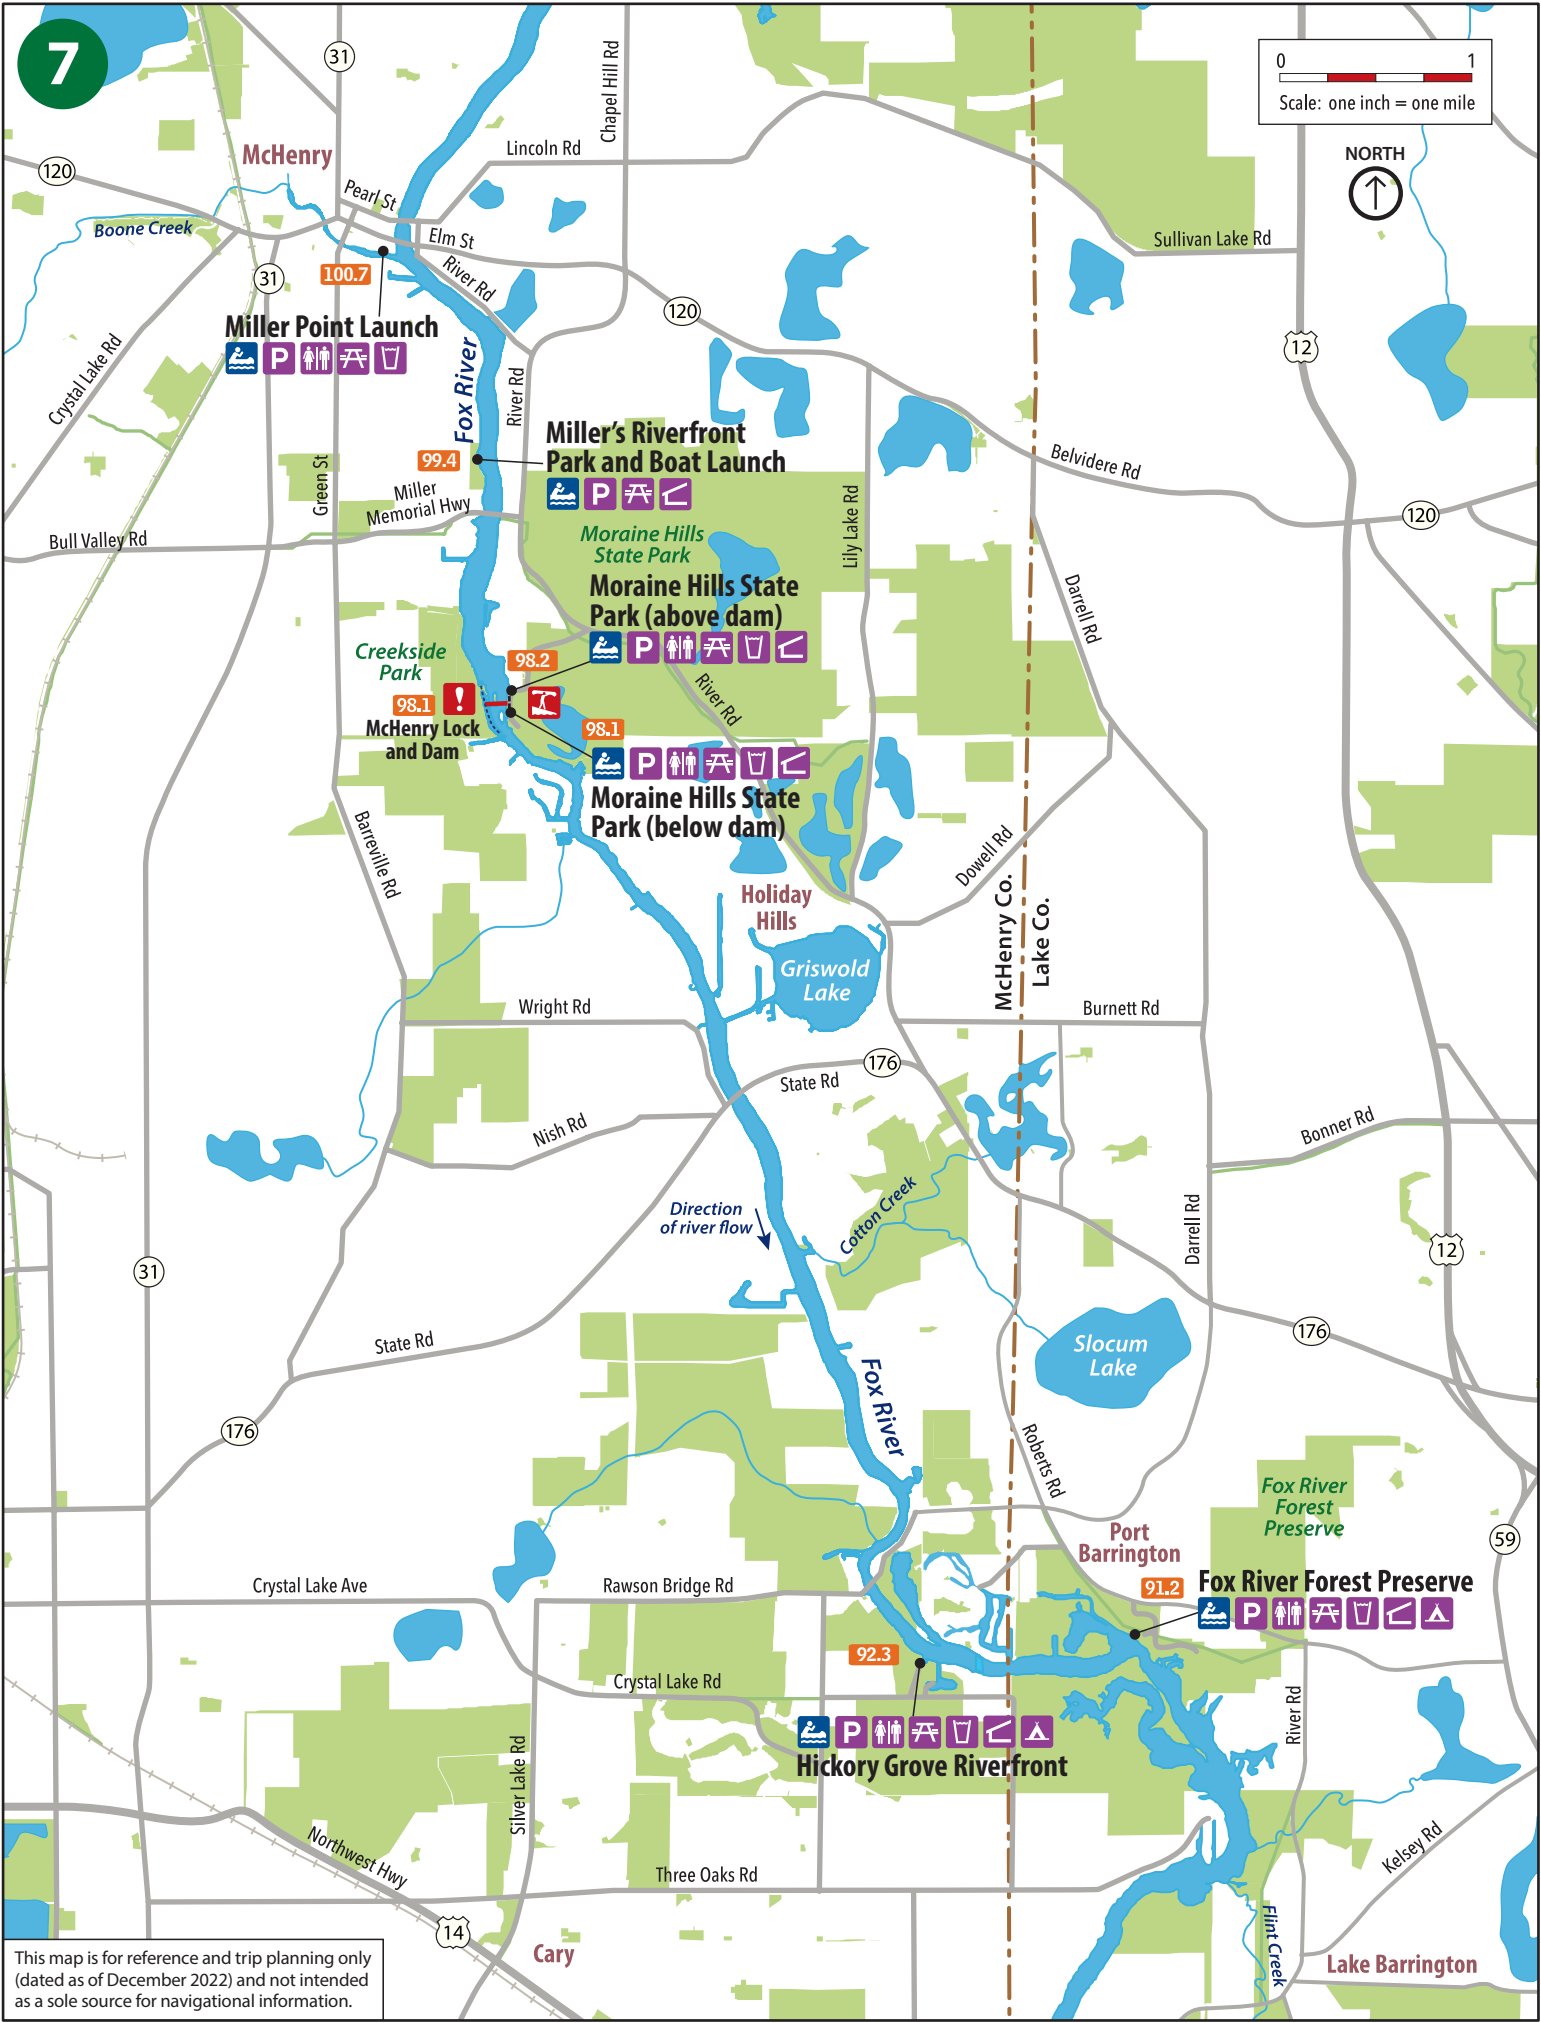 7
31
Chapel Hill Rd
0 1
Scale: one inch = one mile
McHenry
Lincoln Rd
NORTH
120
Pearl St
Boone Creek
Elm St
Sullivan Lake Rd
31
100.7
River Rd
120
Miller Point Launch
P
12
Crystal Lake Rd
Fox River
River Rd
Miller's Riverfront
Park and Boat Launch
P
99.4
Belvidere Rd
Green St
Miller
Memorial Hwy
Lily Lake Rd
120
Bull Valley Rd
Moraine Hills
State Park
Moraine Hills State
Park (above dam)
P
Darrell Rd
Creekside
Park
98.2
98.1
!
River Rd
McHenry Lock
and Dam
98.1
P
Moraine Hills State
Park (below dam)
Barreville Rd
Dowell Rd
Holiday
Hills
McHenry Co.
Lake Co.
Griswold
Lake
Wright Rd
Burnett Rd
176
State Rd
Nish Rd
Bonner Rd
Direction
of river flow
Cotton Creek
Darrell Rd
12
31
State Rd
Slocum
Lake
176
Fox River
176
Roberts Rd
Fox River
Forest
Preserve
59
Port
Barrington
Crystal Lake Ave
Rawson Bridge Rd
91.2
Fox River Forest Preserve
P
92.3
Crystal Lake Rd
River Rd
P
Hickory Grove Riverfront
Silver Lake Rd
Northwest Hwy
Kelsey Rd
Three Oaks Rd
14
Flint Creek
Cary
Lake Barrington
This map is for reference and trip planning only
(dated as of December 2022) and not intended
as a sole source for navigational information.